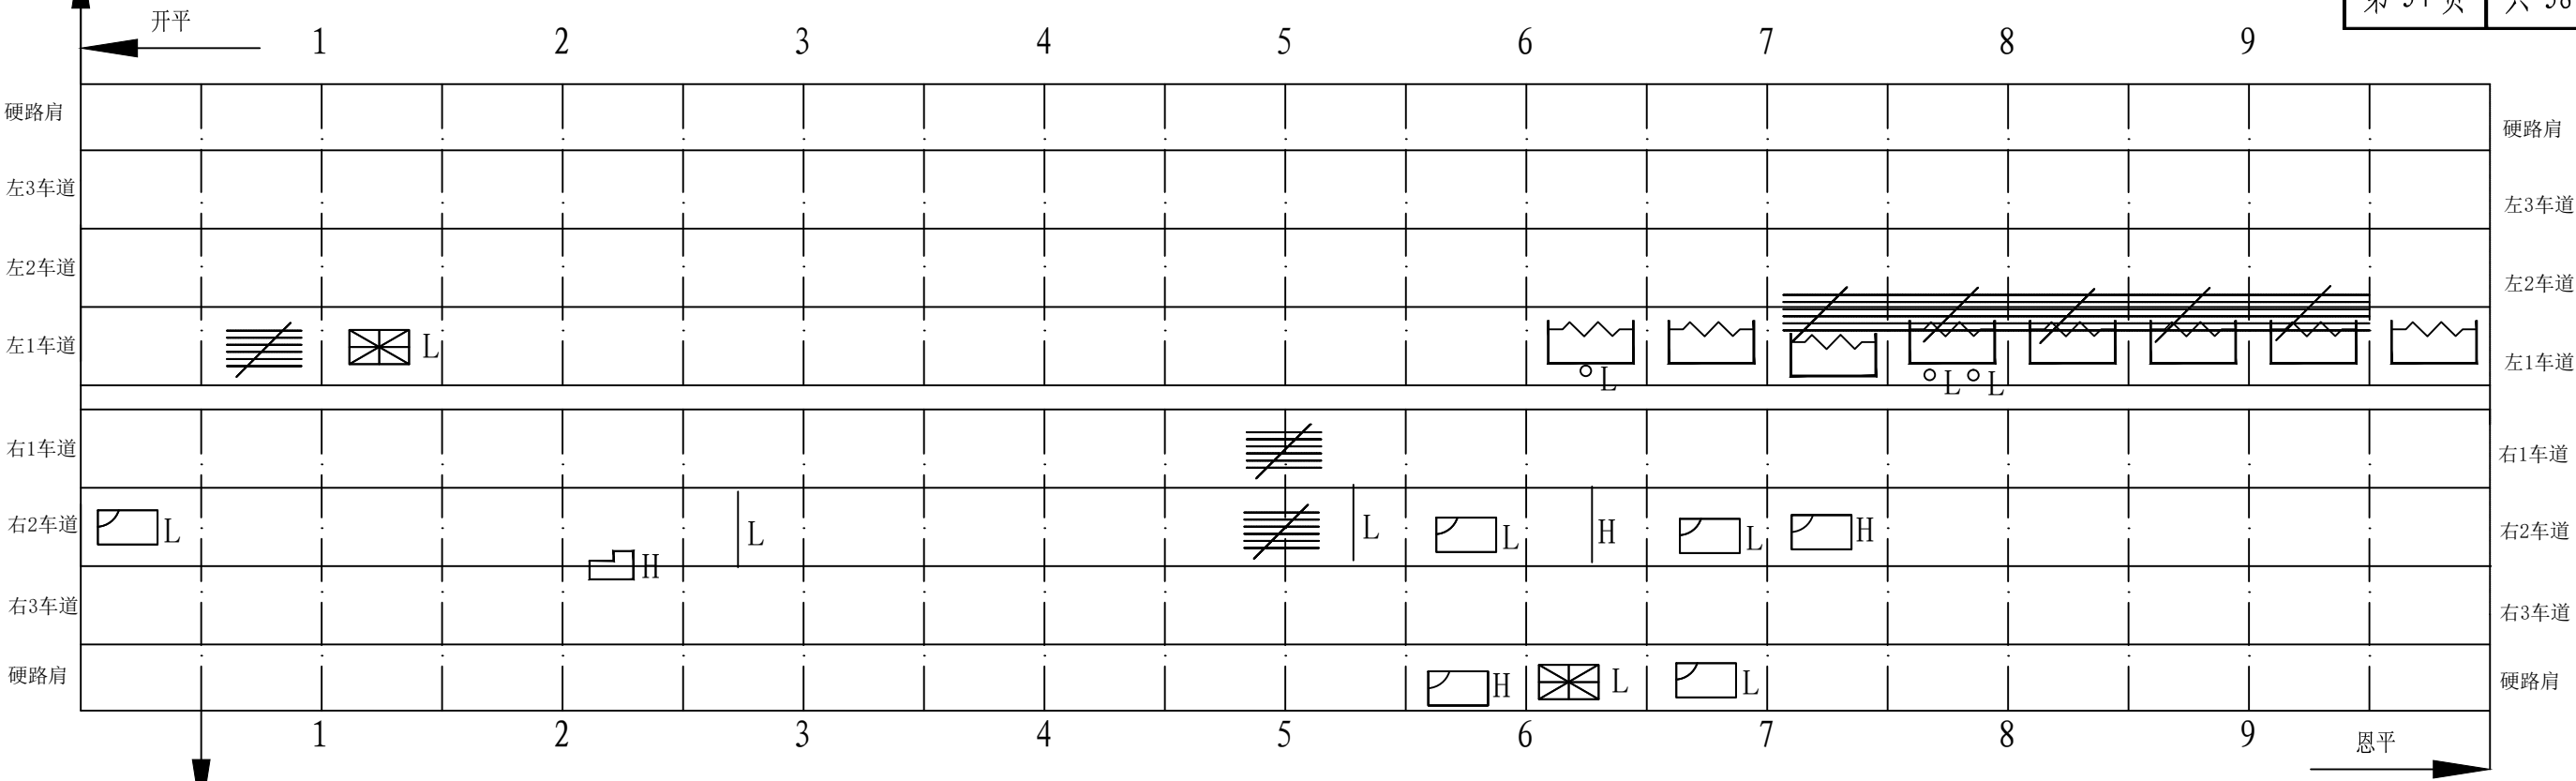 开平
1 2 3 4 5 6 7 8 9
硬路肩 硬路肩
左3车道 左3车道
左2车道 左2车道
左1车道 L L L L 左1车道
右1车道 右1车道
右2车道 L L L L H L H 右2车道
H
右3车道 右3车道
硬路肩 H L L 硬路肩
1 2 3 4 5 6 7 8 9
恩平